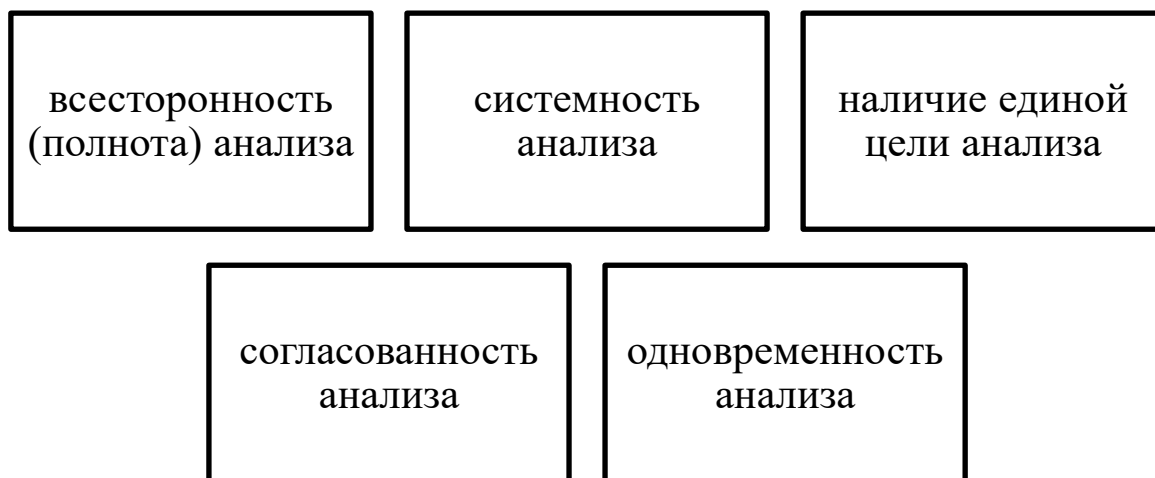 всесторонность
(полнота) анализа
системность
анализа
наличие единой
цели анализа
согласованность
анализа
одновременность
анализа